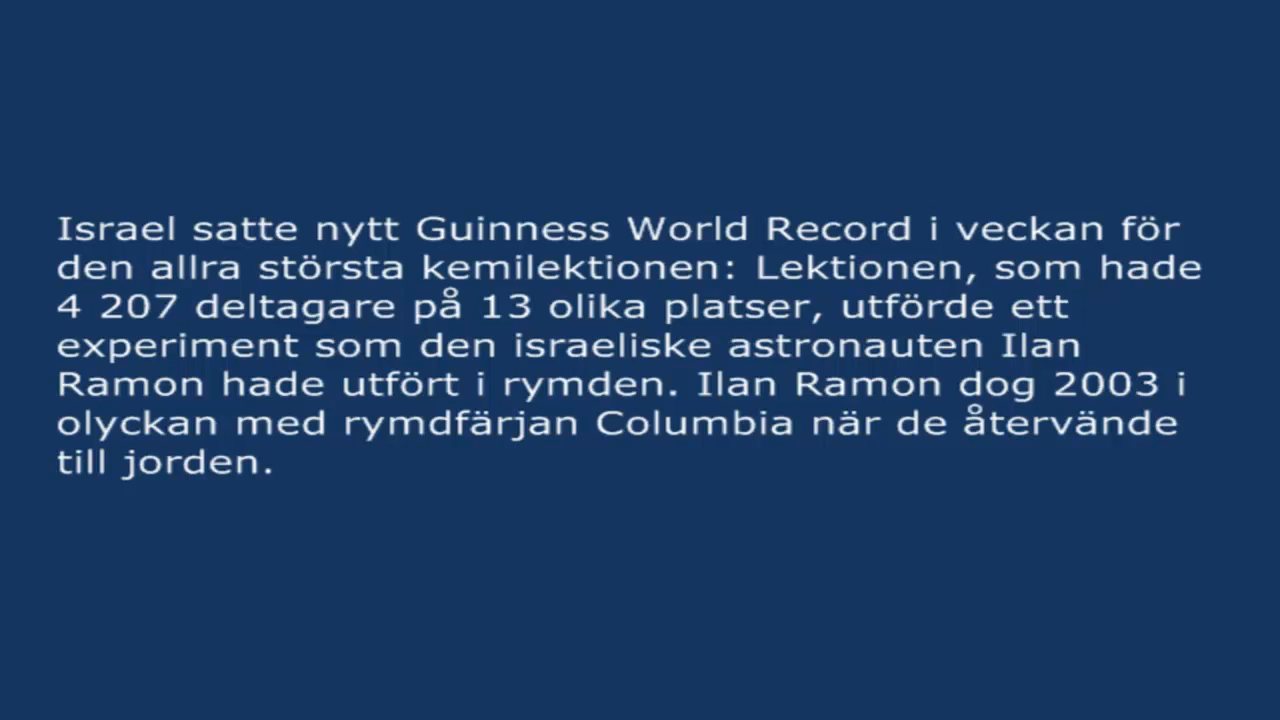 Israel satte nytt Guinness World Record i veckan för
den allra största kemilektionen: Lektionen, som hade
4 207 deltagare på 13 olika platser, utförde ett
experiment som den israeliske astronauten Ilan
Ramon hade utfört i rymden. Ilan Ramon dog 2003 i
olyckan med rymdfärjan Columbia när de återvände
till jorden.